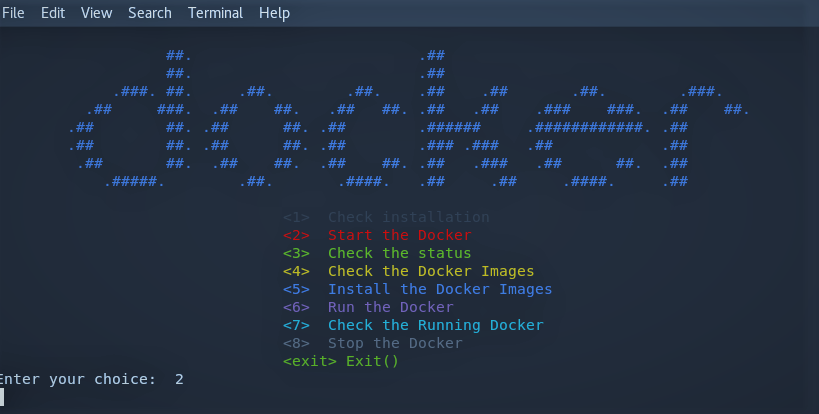 File Edit View Search Terminal Help
docker
<1> Check installation
<2> Start the Docker
<3> Check the status
<4> Check the Docker Images
<5> Install the Docker Images
<6> Run the Docker
<7> Check the Running Docker
<8> Stop the Docker
<exit> Exit()
Enter your choice: 2